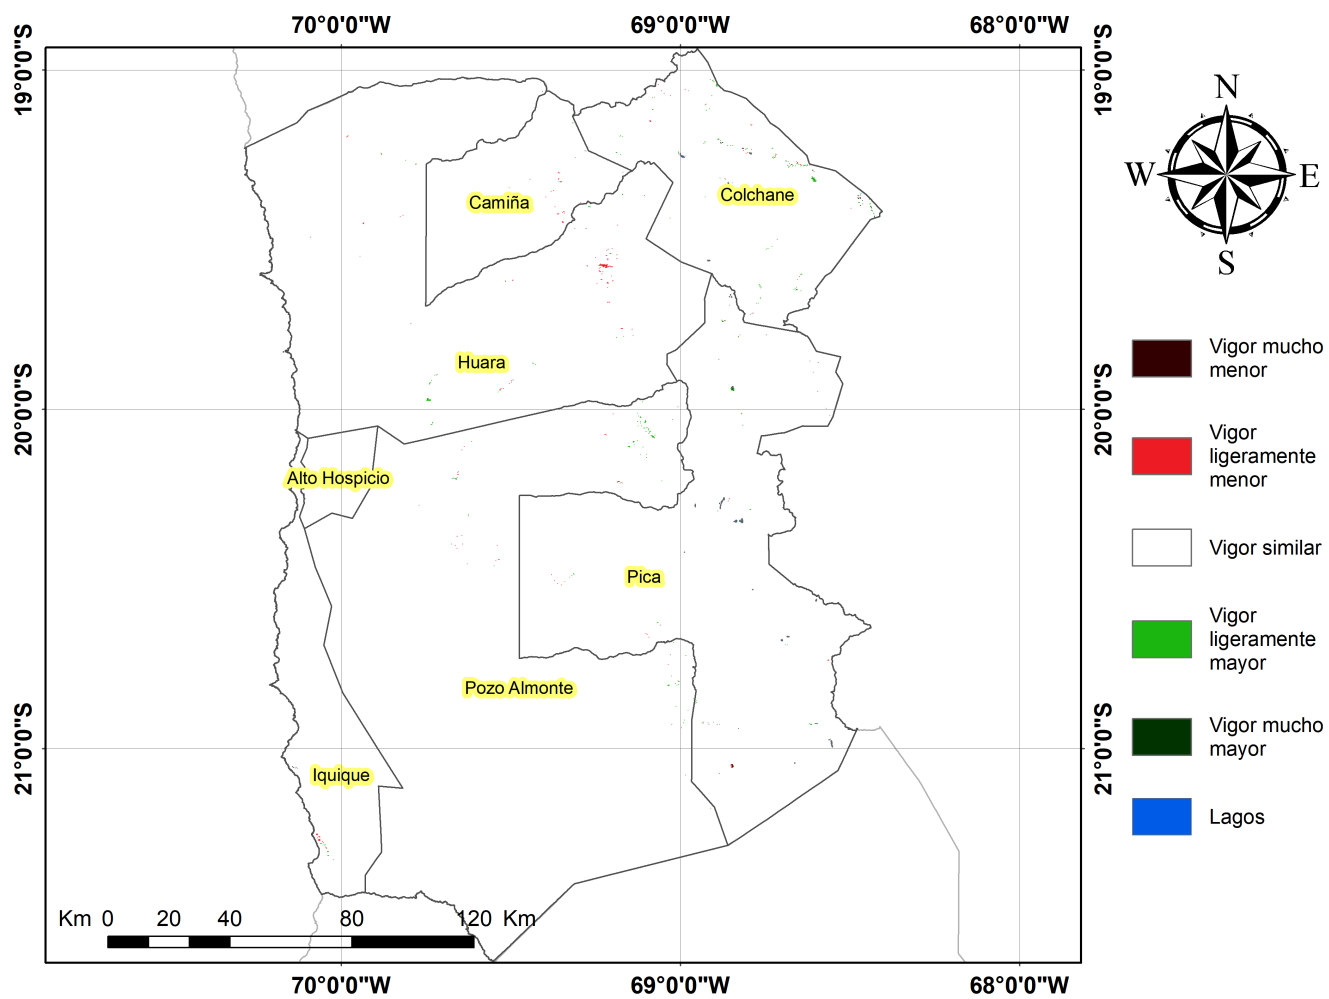 70°0'0"W
69°0'0"W
68°0'0"W
19°0'0"S
19°0'0"S
N
W
E
S
Camiña
Colchane
Vigor mucho
menor
Huara
20°0'0"S
20°0'0"S
Vigor
ligeramente
menor
Alto Hospicio
Vigor similar
Pica
Vigor
ligeramente
mayor
Pozo Almonte
21°0'0"S
21°0'0"S
Vigor mucho
mayor
Iquique
Lagos
Km 0 20 40 80 120 Km
70°0'0"W
69°0'0"W
68°0'0"W